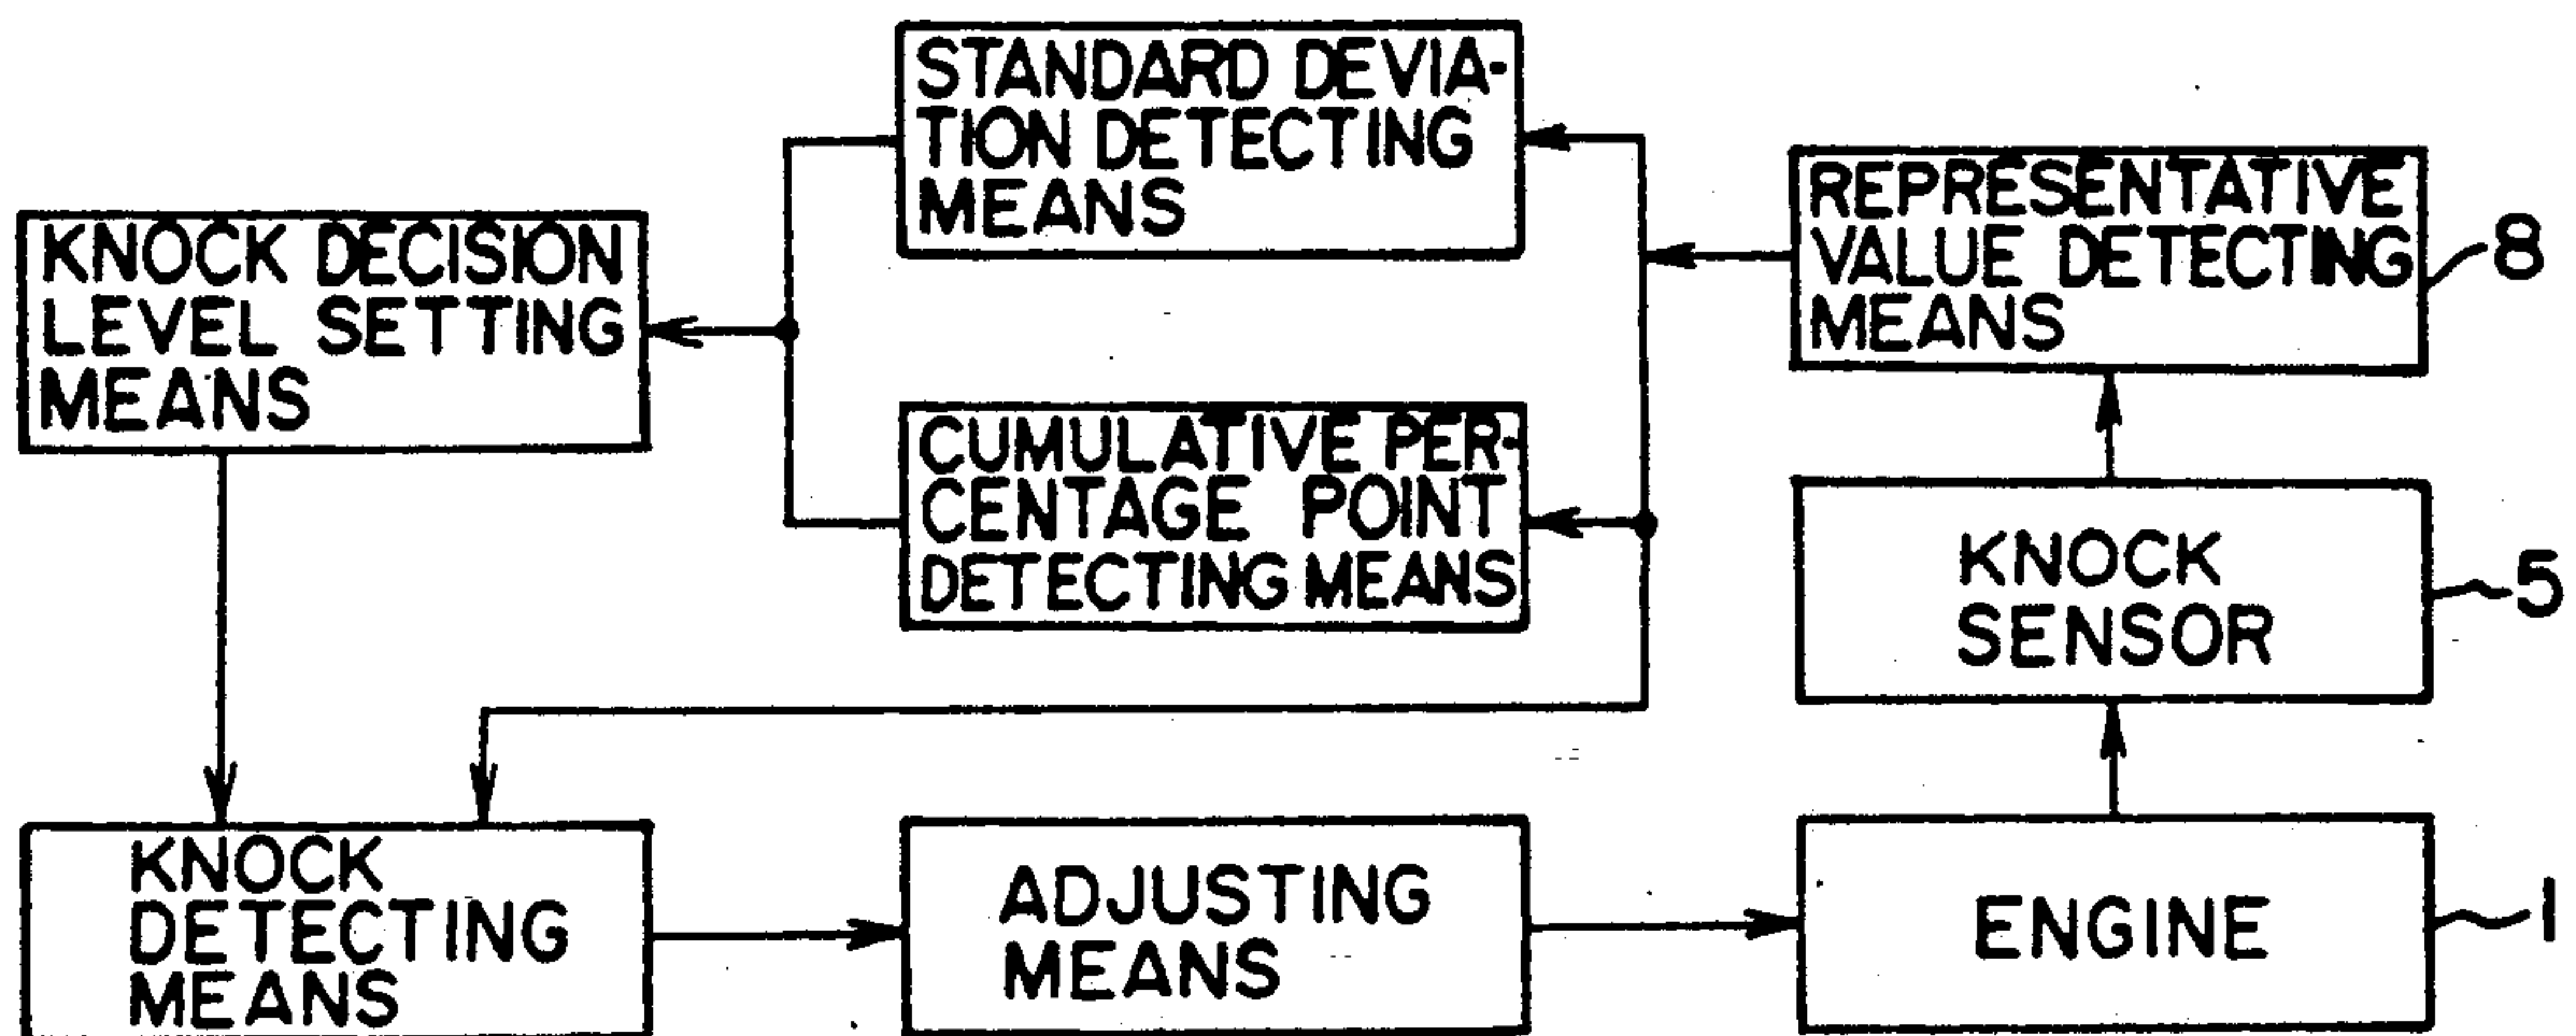 STANDARD DEVIA-
TION DETECTING
MEANS
REPRESENTATIVE
VALUE DETECTING
MEANS
8
KNOCK DECISION
LEVEL SETTING
MEANS
CUMULATIVE PER-
CENTAGE POINT
DETECTING MEANS
KNOCK
SENSOR
5
KNOCK
DETECTING
MEANS
ADJUSTING
MEANS
ENGINE
1